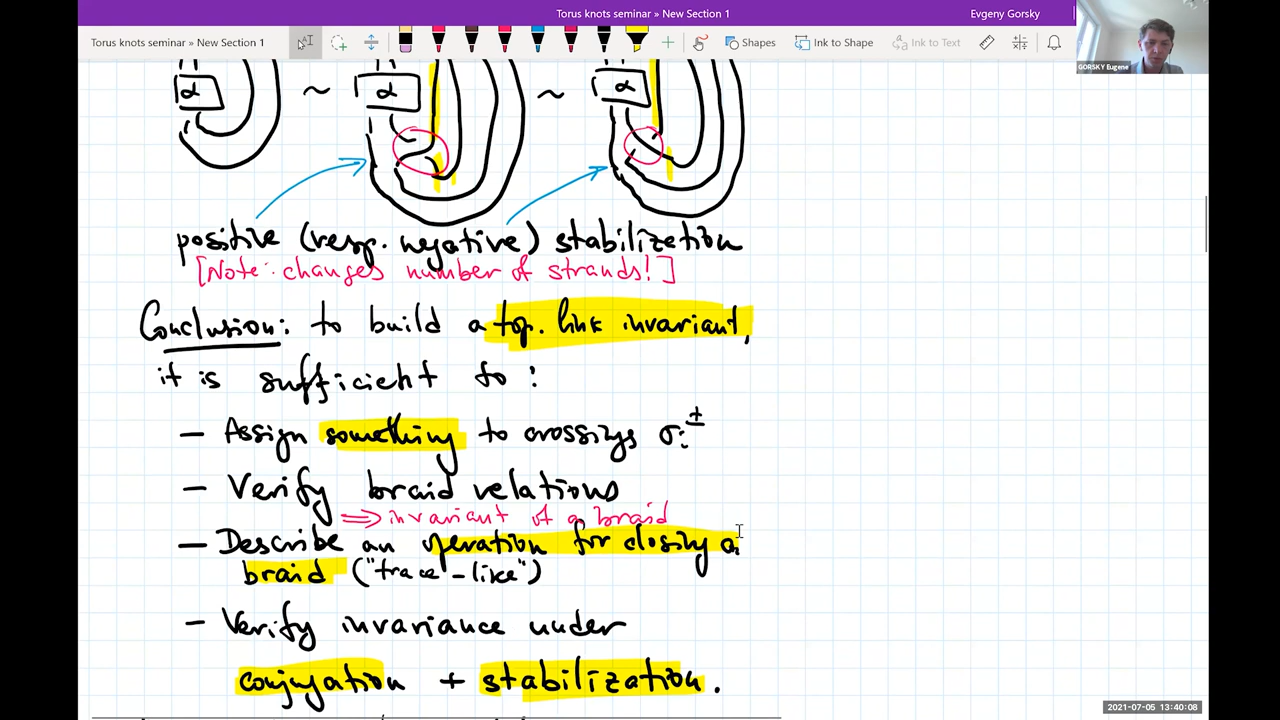 Torus knots seminar » New Section 1
Evgeny Gorsky
Torus knots seminar » New Section 1
Shapes
Ink to Shape
Ink to Text
GORSKY Eugene
α ~ α ~ α
positive (resp. negative) stabilization
[Note: changes number of strands!]
Conclusion: to build a top. link invariant,
it is sufficient to:
– Assign something to crossings σᵢ±
– Verify braid relations
⇒ invariant of a braid
– Describe an operation for closing a
braid ("trace-like")
– Verify invariance under
conjugation + stabilization.
2021-07-05 13:40:08